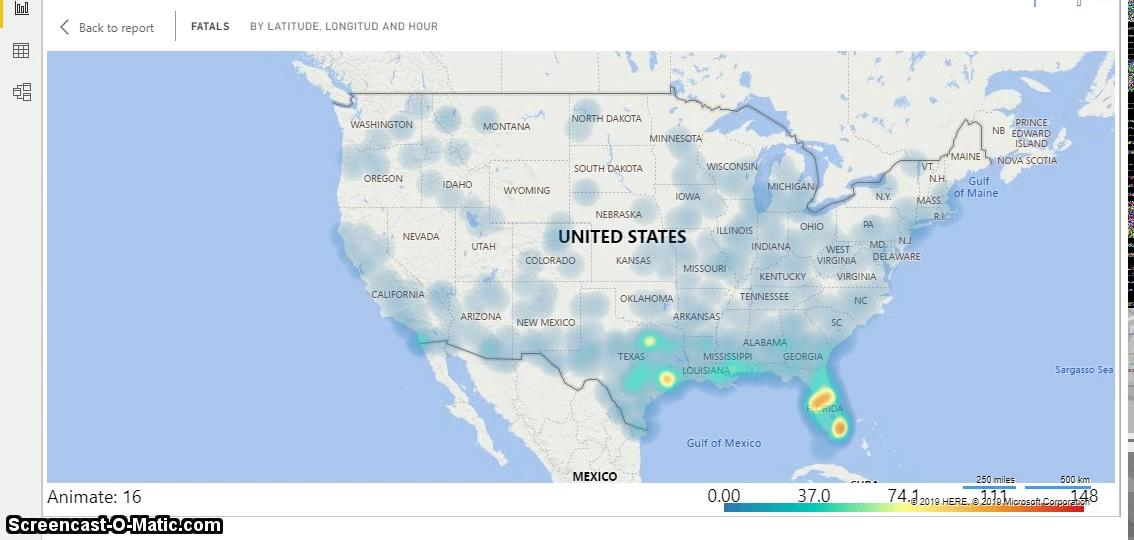 Back to report
FATALS
BY LATITUDE, LONGITUD AND HOUR
WASHINGTON
MONTANA
NORTH DAKOTA
MINNESOTA
NB
PRINCE
EDWARD
ISLAND
MAINE
NOVA SCOTIA
OREGON
IDAHO
WYOMING
SOUTH DAKOTA
WISCONSIN
MICHIGAN
VT.
N.H.
Gulf
of Maine
N.Y.
MASS.
R.I.
IOWA
NEBRASKA
NEVADA
UTAH
UNITED STATES
ILLINOIS
INDIANA
OHIO
PA
N.J.
MD.
DELAWARE
WEST
VIRGINIA
COLORADO
KANSAS
MISSOURI
KENTUCKY
VIRGINIA
CALIFORNIA
ARIZONA
NEW MEXICO
OKLAHOMA
ARKANSAS
TENNESSEE
NC
SC
TEXAS
LOUISIANA
MISSISSIPPI
ALABAMA
GEORGIA
FLORIDA
Sargasso Sea
Gulf of Mexico
MEXICO
CUBA
250 miles
500 km
Animate: 16
0.00
37.0
74.1
111
148
© 2019 HERE, © 2019 Microsoft Corporation
Screencast-O-Matic.com